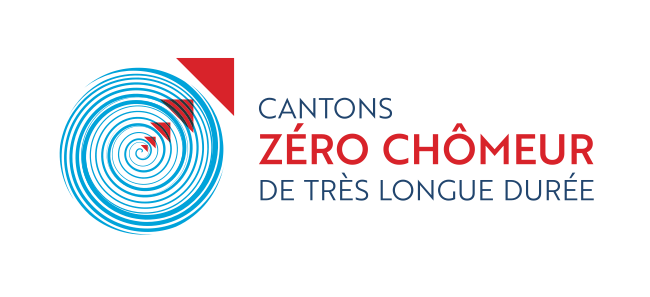 CANTONS
ZÉRO CHÔMEUR
DE TRÈS LONGUE DURÉE